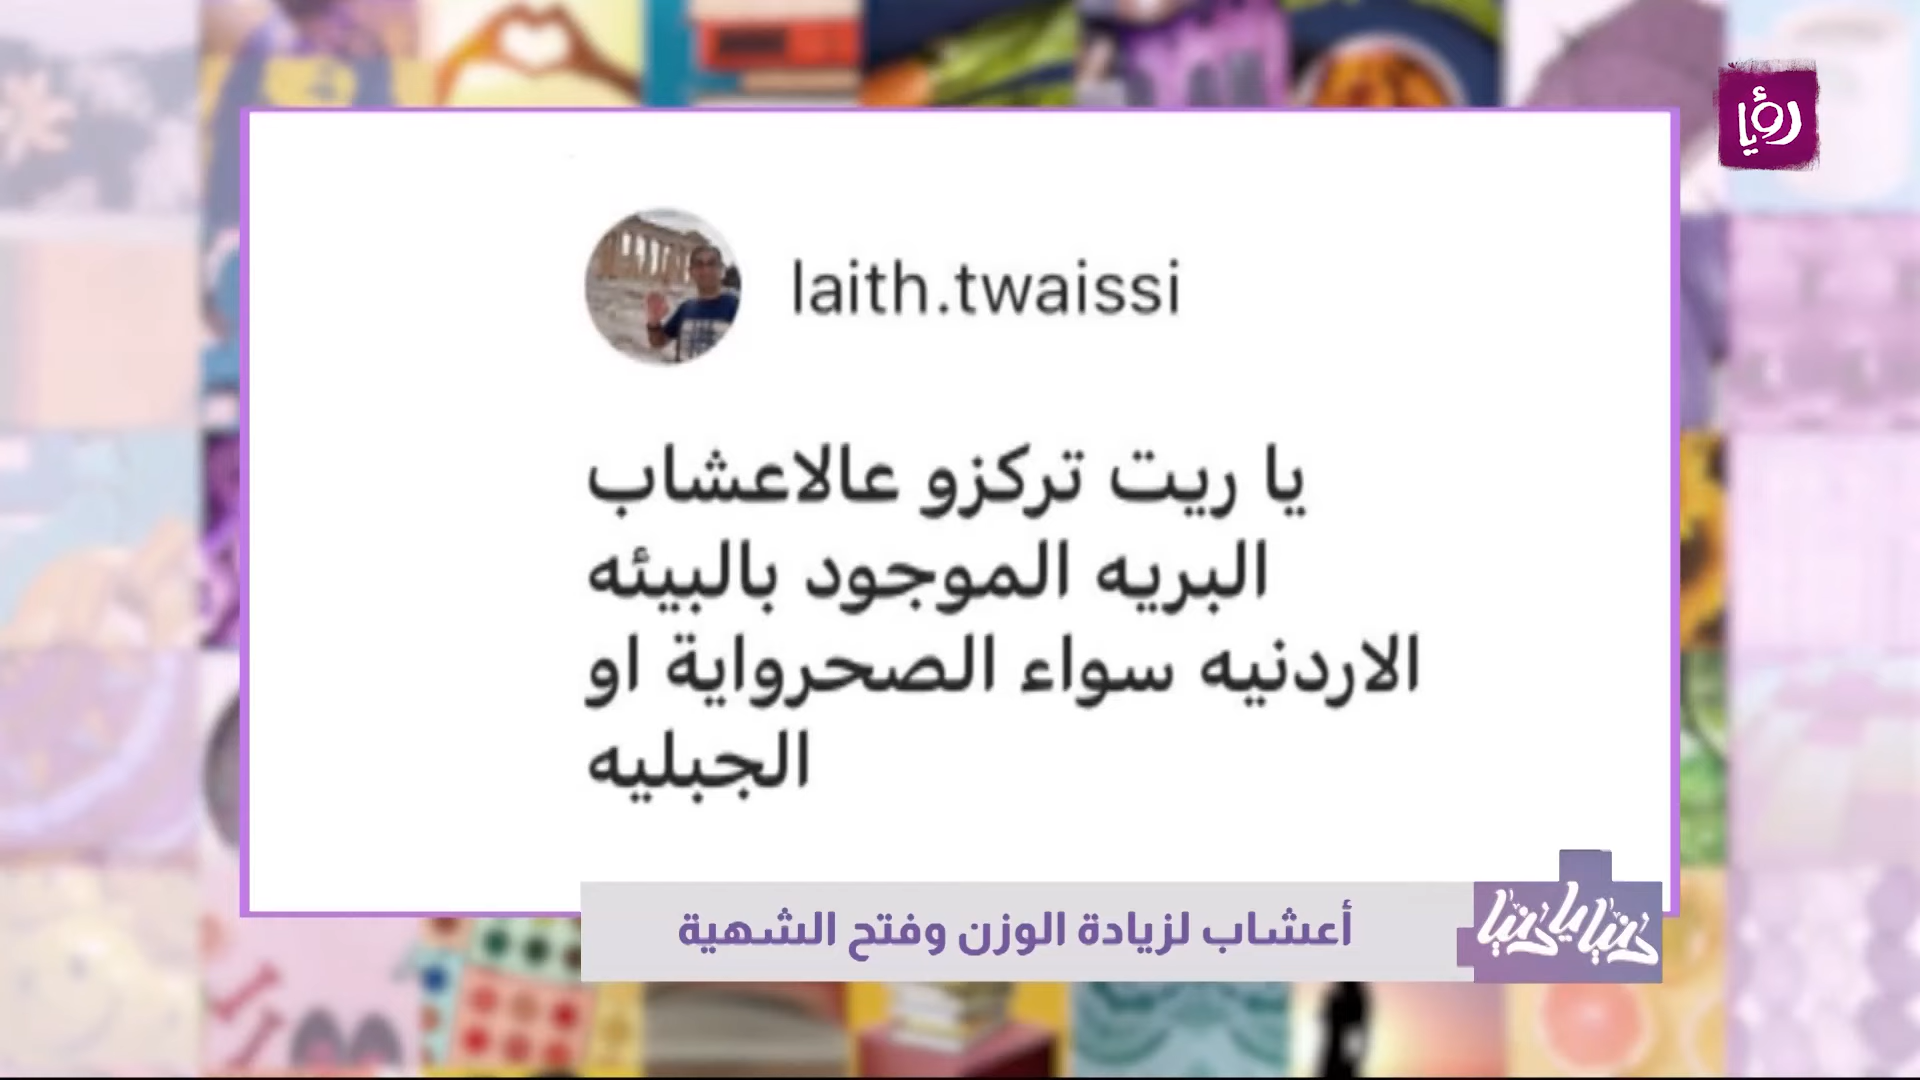 رؤيا
laith.twaissi
يا ريت تركزو عالاعشاب
البريه الموجود بالبيئه
الاردنيه سواء الصحرواية او
الجبليه
أعشاب لزيادة الوزن وفتح الشهية
دنيا يا دنيا